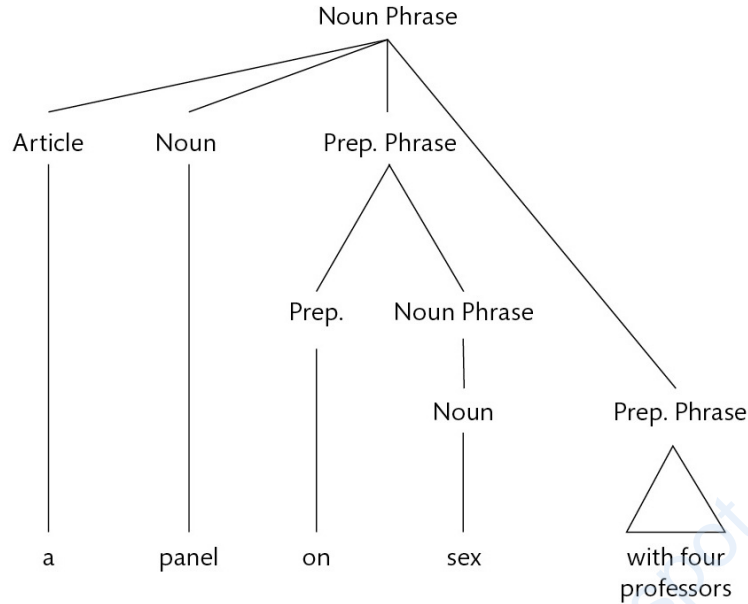 Noun Phrase
Article Noun Prep. Phrase
Prep. Noun Phrase
Noun Prep. Phrase
a panel on sex with four
professors